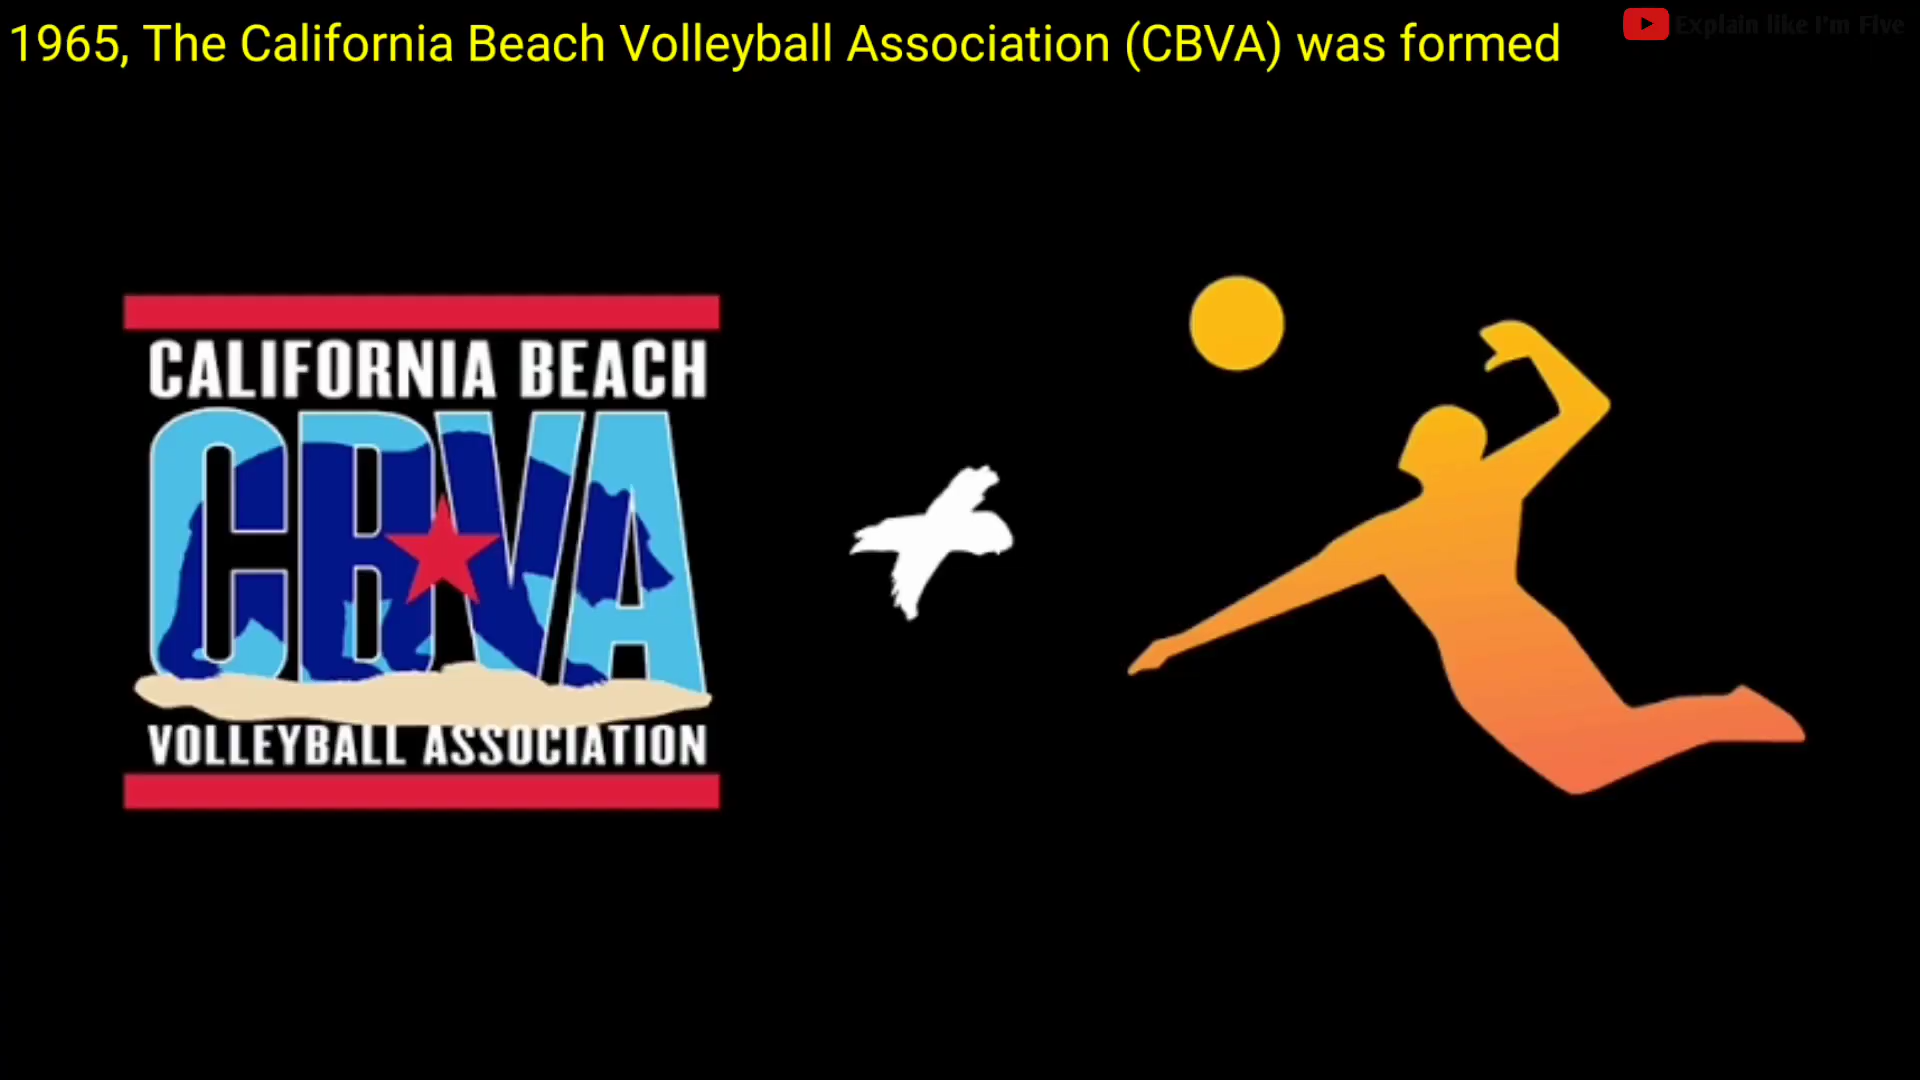 1965, The California Beach Volleyball Association (CBVA) was formed
Explain like I'm Five
CALIFORNIA BEACH
CBVA
VOLLEYBALL ASSOCIATION